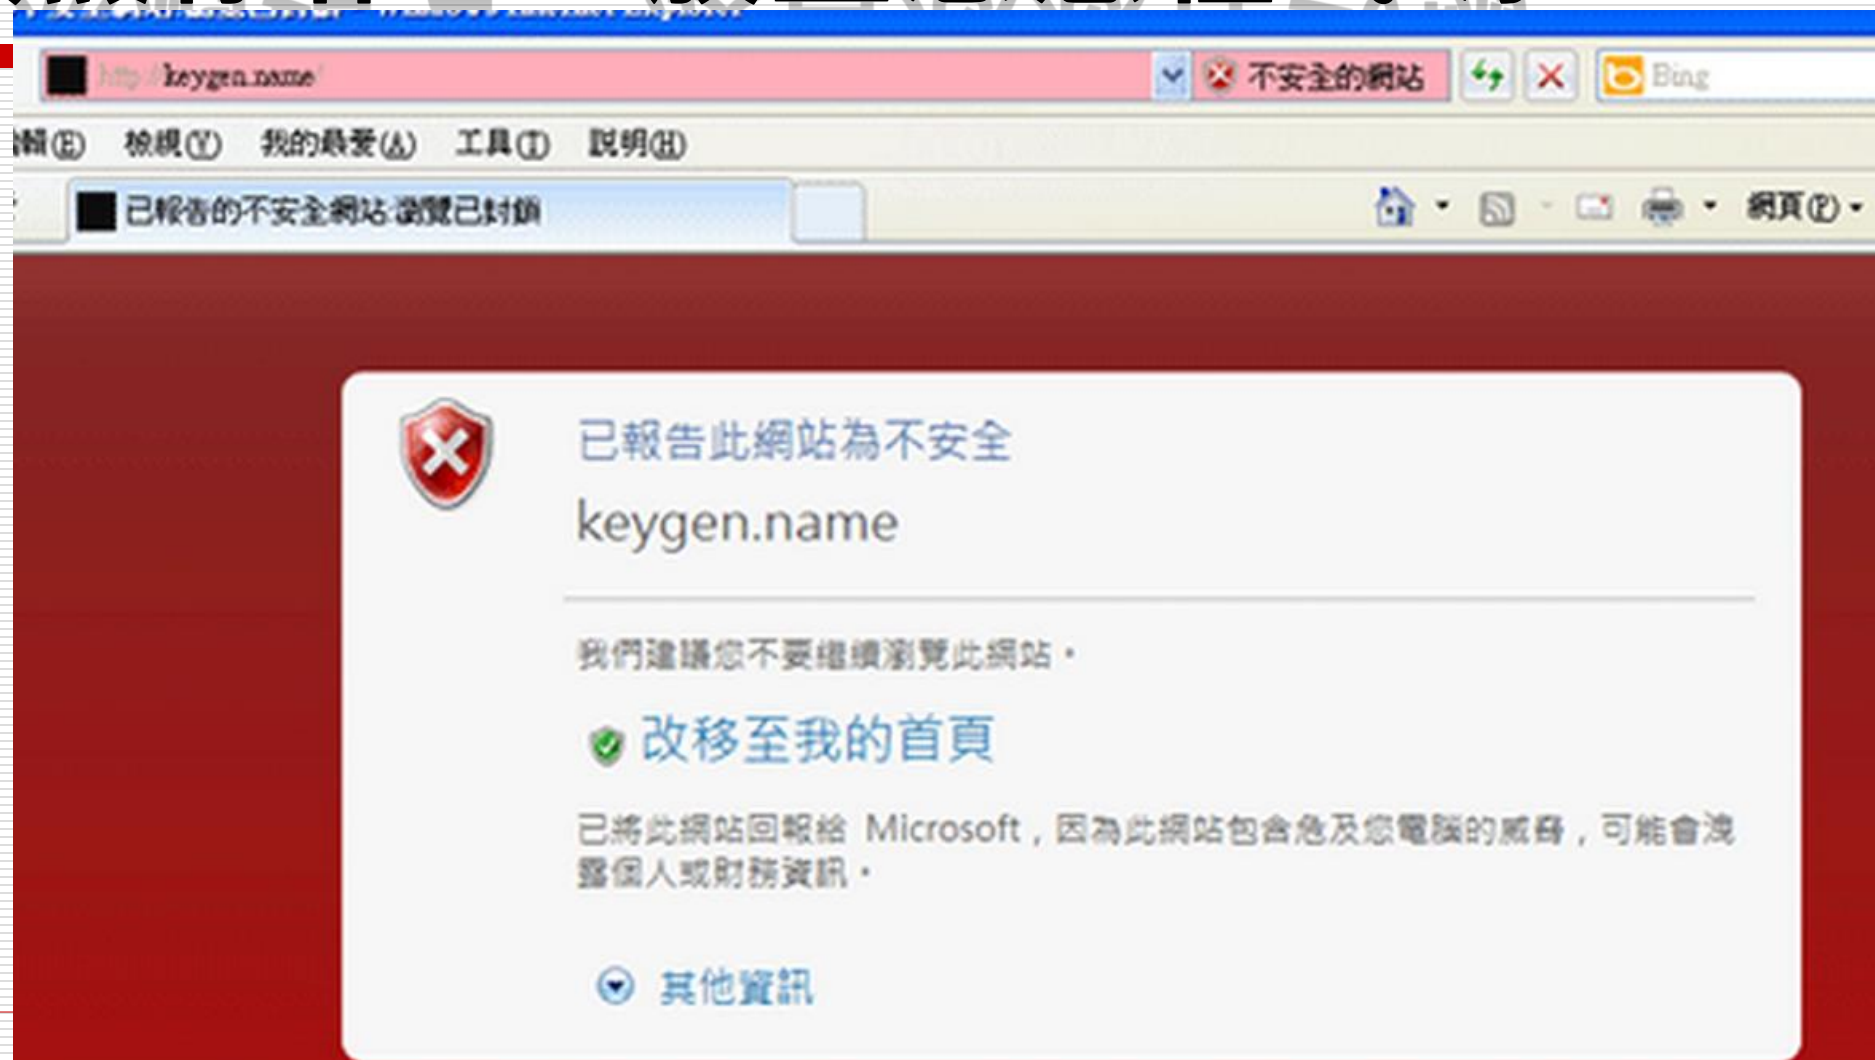 http://keygen.name/
不安全的網站
Bing
輯(E) 檢視(V) 我的最愛(A) 工具(T) 説明(H)
已報告的不安全網站:瀏覽已封鎖
網頁(P)
已報告此網站為不安全
keygen.name
我們建議您不要繼續瀏覽此網站。
改移至我的首頁
已將此網站回報給 Microsoft，因為此網站包含危及您電腦的威脅，可能會洩
露個人或財務資訊。
其他資訊